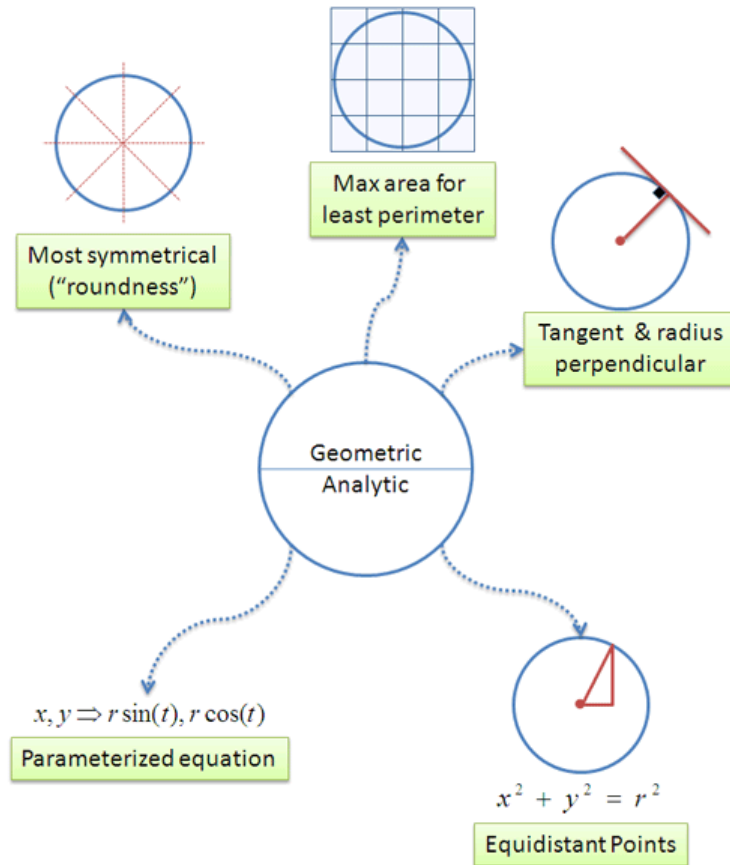 Max area for
least perimeter
Most symmetrical
(“roundness”)
Tangent & radius
perpendicular
Geometric
Analytic
x, y ⇒ r sin(t), r cos(t)
Parameterized equation
x² + y² = r²
Equidistant Points